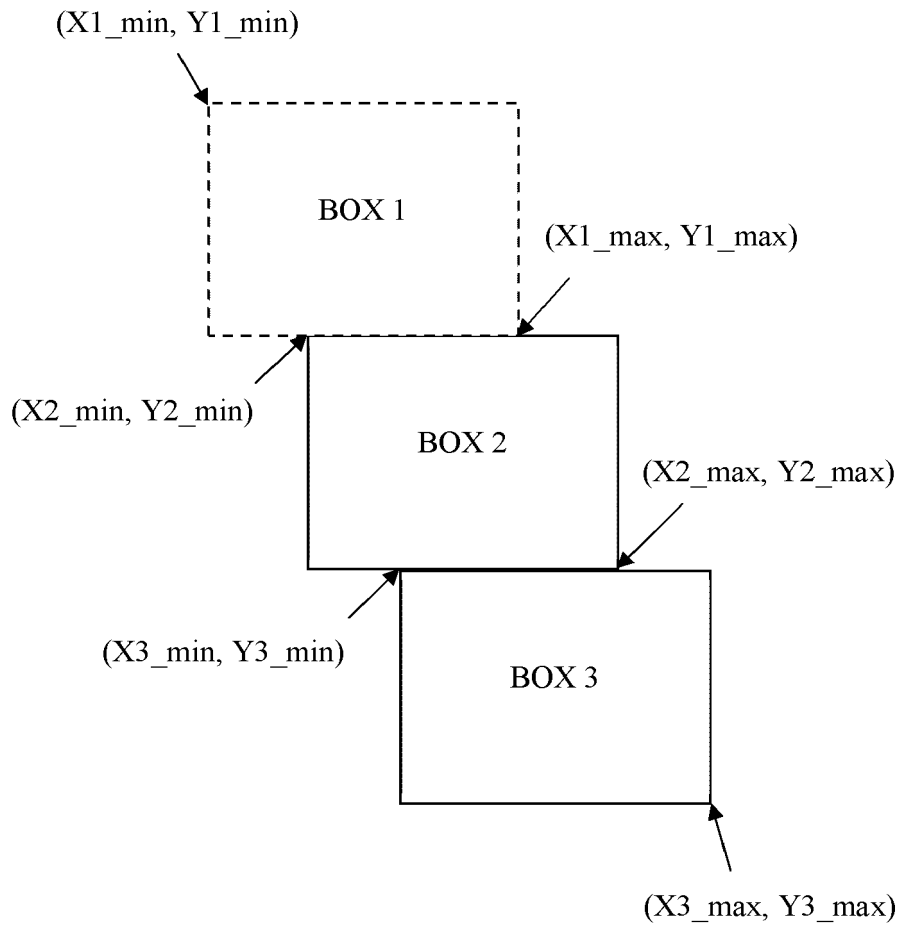 (X1_min, Y1_min)
BOX 1
(X1_max, Y1_max)
(X2_min, Y2_min)
BOX 2
(X2_max, Y2_max)
(X3_min, Y3_min)
BOX 3
(X3_max, Y3_max)